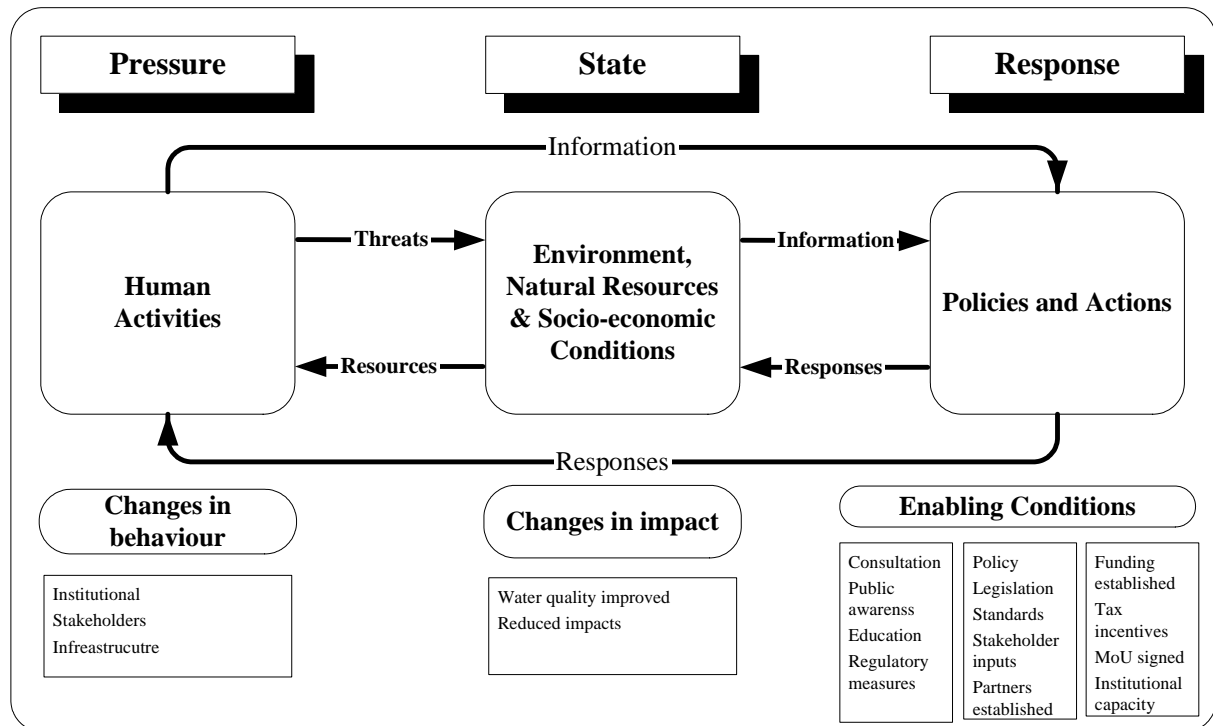 Pressure
State
Response
Information
Human
Activities
Threats
Resources
Environment,
Natural Resources
& Socio-economic
Conditions
Information
Responses
Policies and Actions
Responses
Changes in
behaviour
Institutional
Stakeholders
Infreastrucutre
Changes in impact
Water quality improved
Reduced impacts
Enabling Conditions
Consultation
Public
awarenss
Education
Regulatory
measures
Policy
Legislation
Standards
Stakeholder
inputs
Partners
established
Funding
established
Tax
incentives
MoU signed
Institutional
capacity